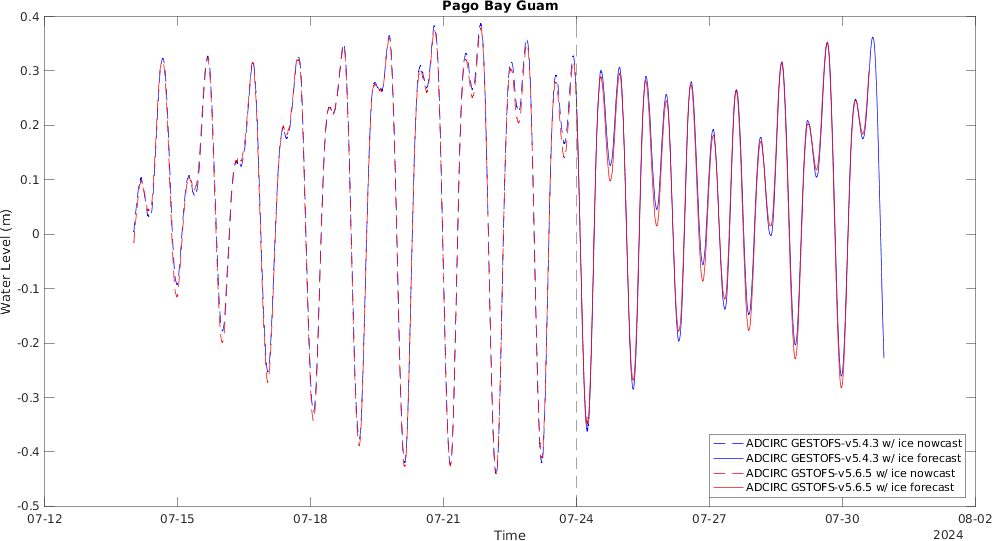 Pago Bay Guam
0.4
0.3
0.2
0.1
0
-0.1
-0.2
-0.3
-0.4
-0.5
Water Level (m)
07-12 07-15 07-18 07-21 07-24 07-27 07-30 08-02
Time
2024
ADCIRC GESTOFS-v5.4.3 w/ ice nowcast
ADCIRC GESTOFS-v5.4.3 w/ ice forecast
ADCIRC GSTOFS-v5.6.5 w/ ice nowcast
ADCIRC GSTOFS-v5.6.5 w/ ice forecast